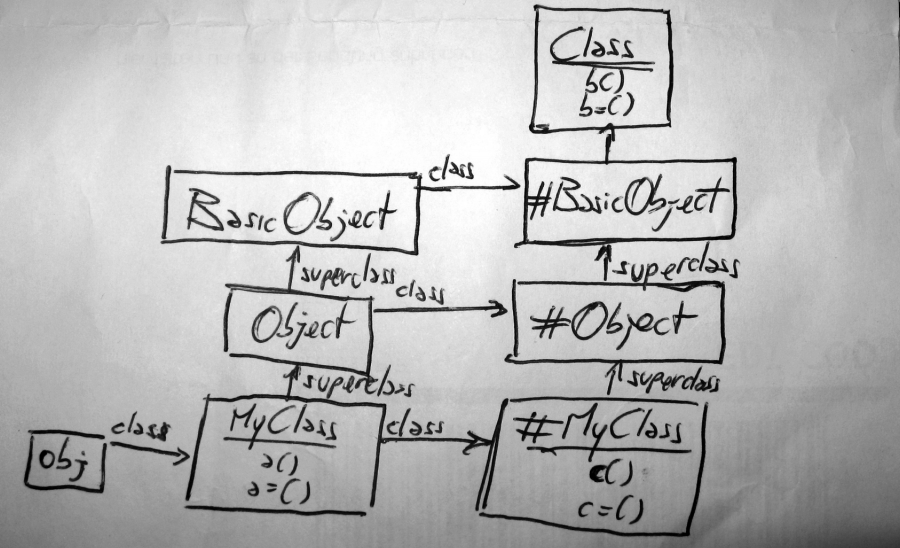 Class
b()
b=()
class
BasicObject
#BasicObject
superclass
superclass
class
Object
#Object
superclass
superclass
MyClass
a()
a=()
#MyClass
c()
c=()
class
class
obj